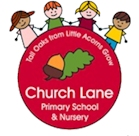 Tall Oaks from Little Acorns Grow
Church Lane
Primary School
& Nursery